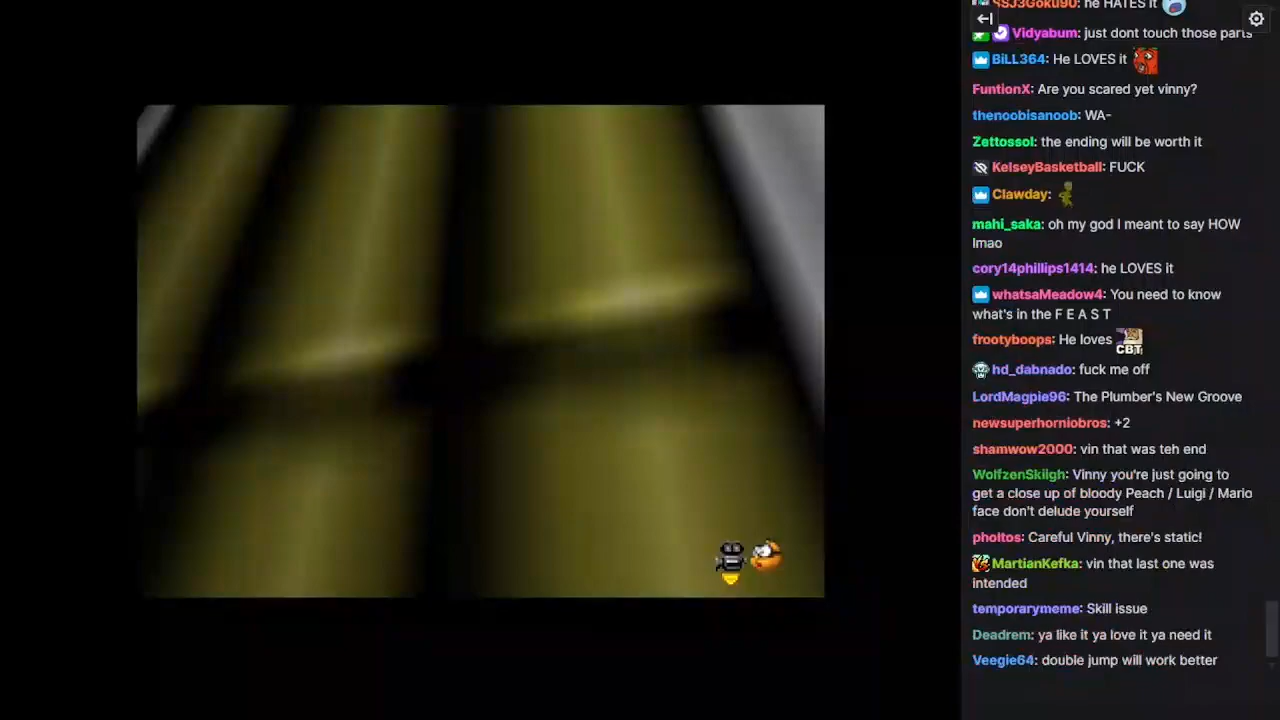 SSJ3Goku90: he HATES it
Vidyabum: just dont touch those parts
BiLL364: He LOVES it
FuntionX: Are you scared yet vinny?
thenoobisanoob: WA-
Zettossol: the ending will be worth it
KelseyBasketball: FUCK
Clawday:
mahi_saka: oh my god I meant to say HOW
lmao
cory14phillips1414: he LOVES it
whatsaMeadow4: You need to know
what's in the F E A S T
frootyboops: He loves CBT
hd_dabnado: fuck me off
LordMagpie96: The Plumber's New Groove
newsuperhorniobros: +2
shamwow2000: vin that was teh end
WolfzenSkiigh: Vinny you're just going to
get a close up of bloody Peach / Luigi / Mario
face don't delude yourself
pholtos: Careful Vinny, there's static!
MartianKefka: vin that last one was
intended
temporarymeme: Skill issue
Deadrem: ya like it ya love it ya need it
Veegie64: double jump will work better